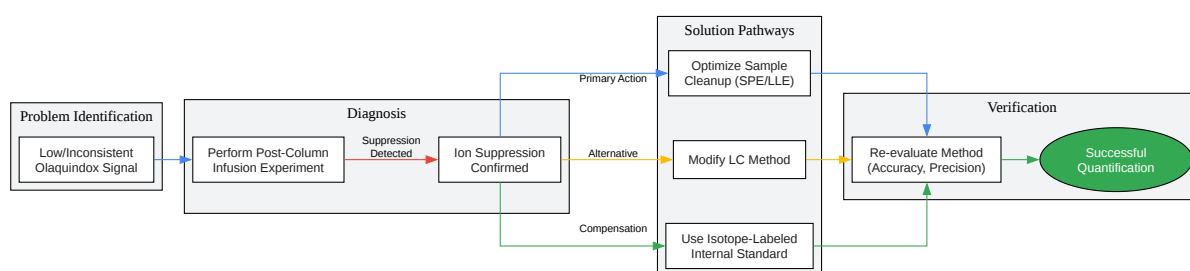 Problem Identification
Low/Inconsistent
Olaquindox Signal
Diagnosis
Perform Post-Column
Infusion Experiment
Suppression
Detected
Ion Suppression
Confirmed
Primary Action
Alternative
Compensation
Solution Pathways
Optimize Sample
Cleanup (SPE/LLE)
Modify LC Method
Use Isotope-Labeled
Internal Standard
Verification
Re-evaluate Method
(Accuracy, Precision)
Successful
Quantification